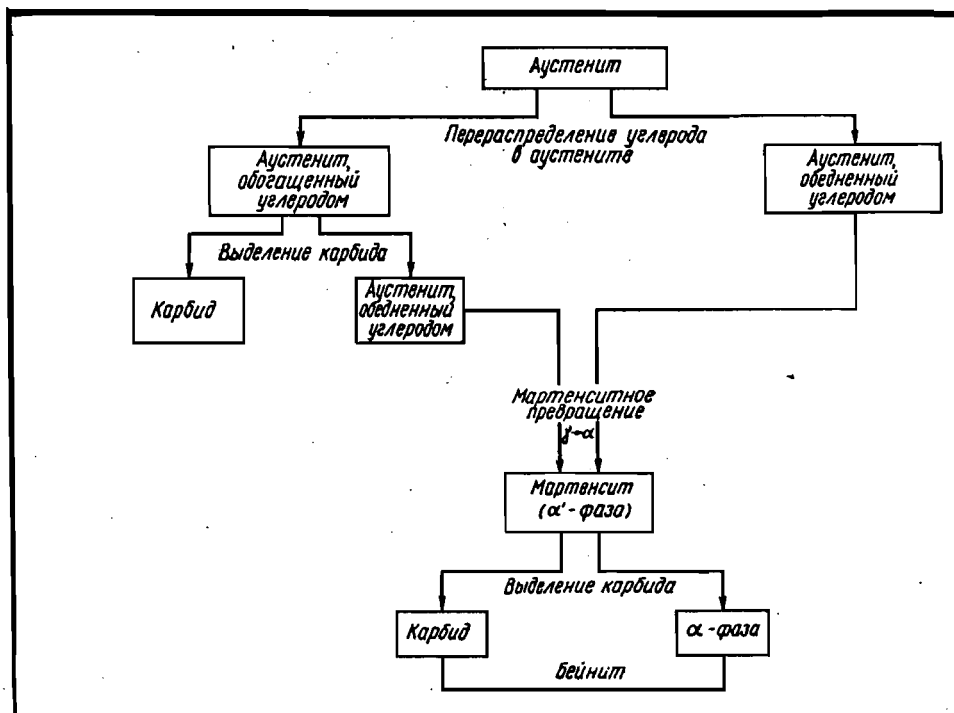 Аустенит
Перераспределение углерода
в аустените
Аустенит,
обогащенный
углеродом
Аустенит,
обедненный
углеродом
Выделение карбида
Карбид
Аустенит,
обедненный
углеродом
Мартенситное
превращение
γ→α
Мартенсит
(α'-фаза)
Выделение карбида
Карбид
α-фаза
Бейнит